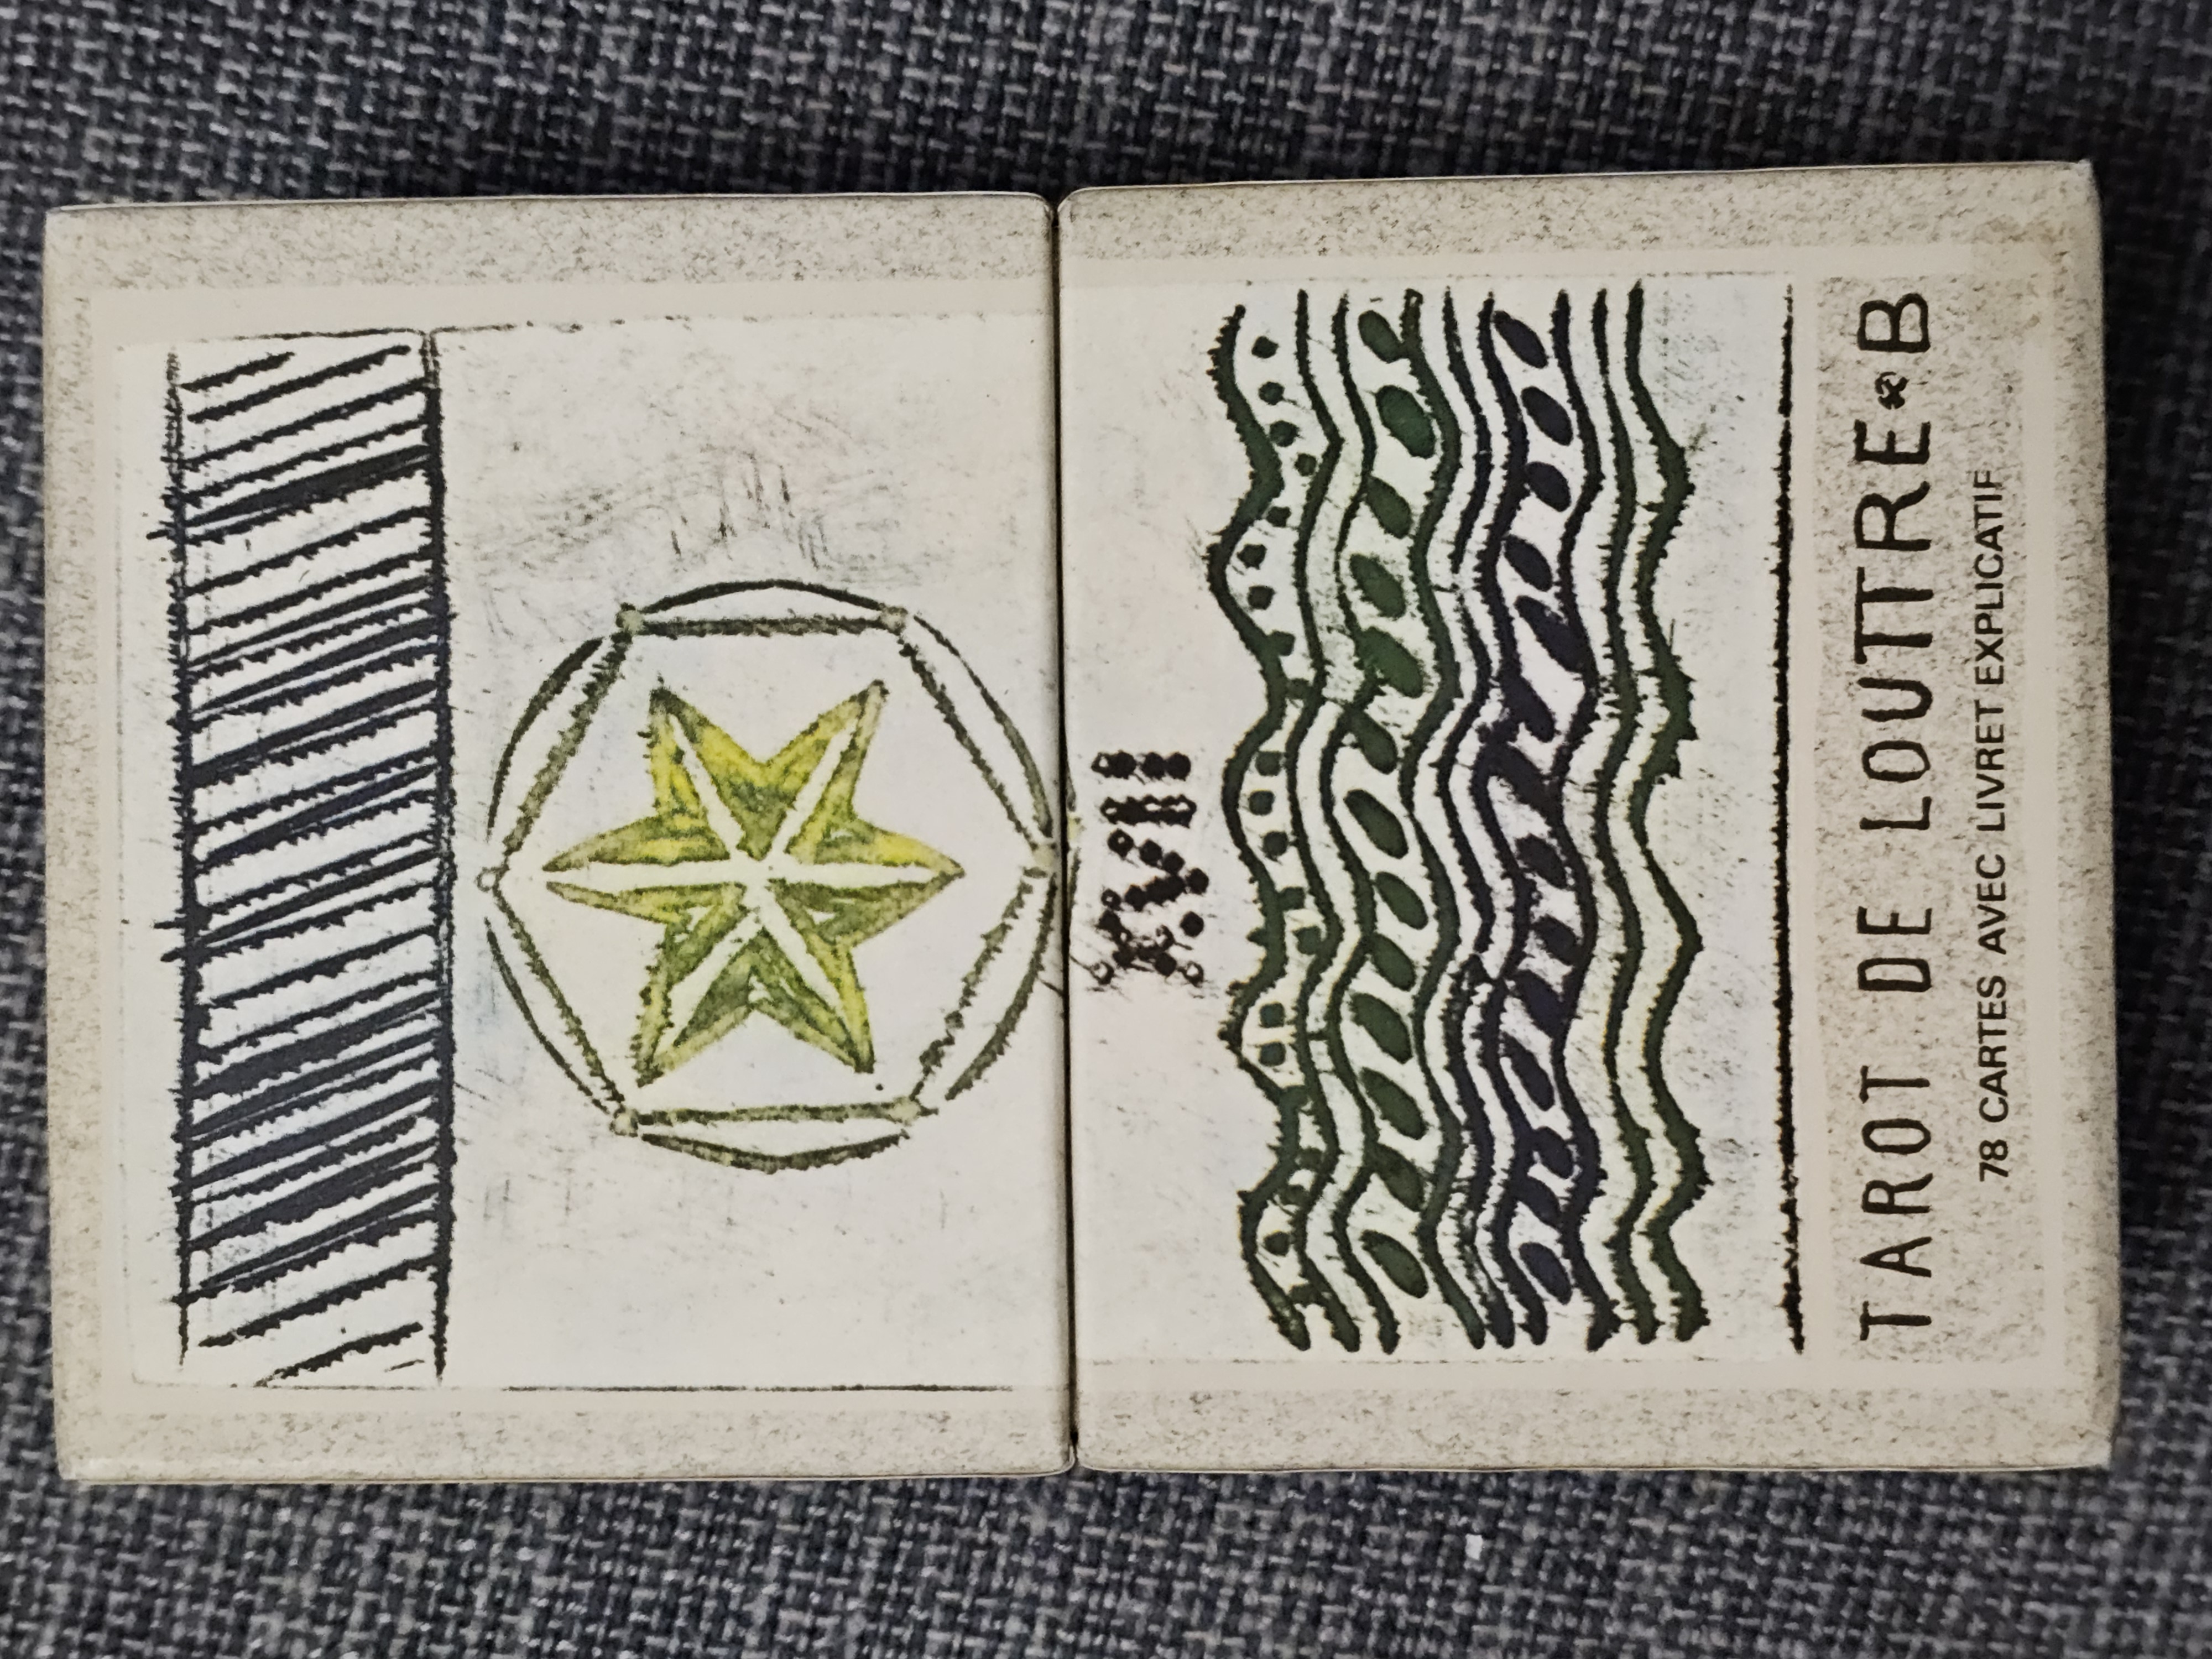 XVII
TAROT DE LOUTTRE*B
78 CARTES AVEC LIVRET EXPLICATIF